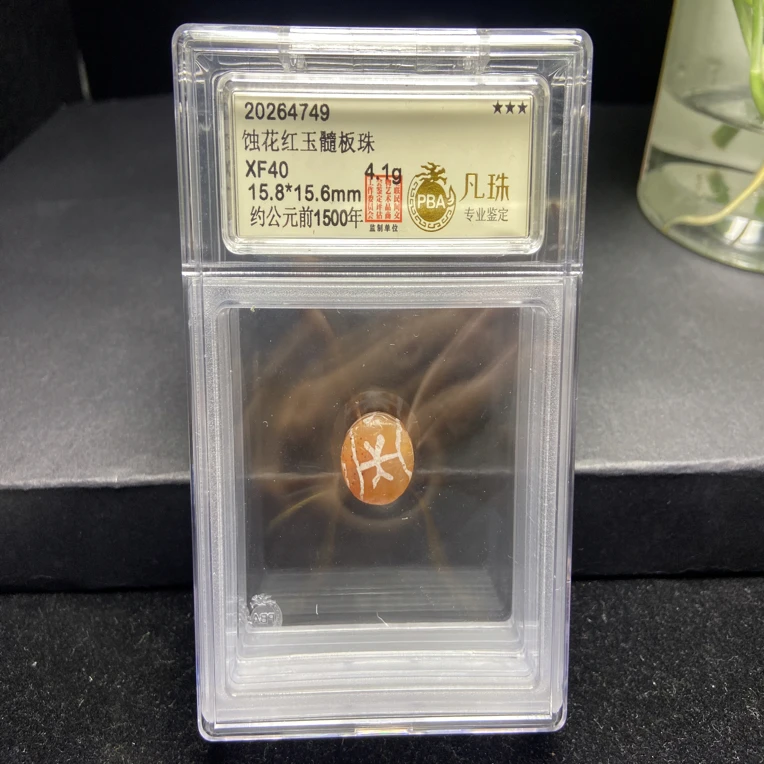 20264749 ★★★
蚀花红玉髓板珠
XF40 4.1g
15.8*15.6mm
约公元前1500年
监制单位
PBA
凡珠
专业鉴定